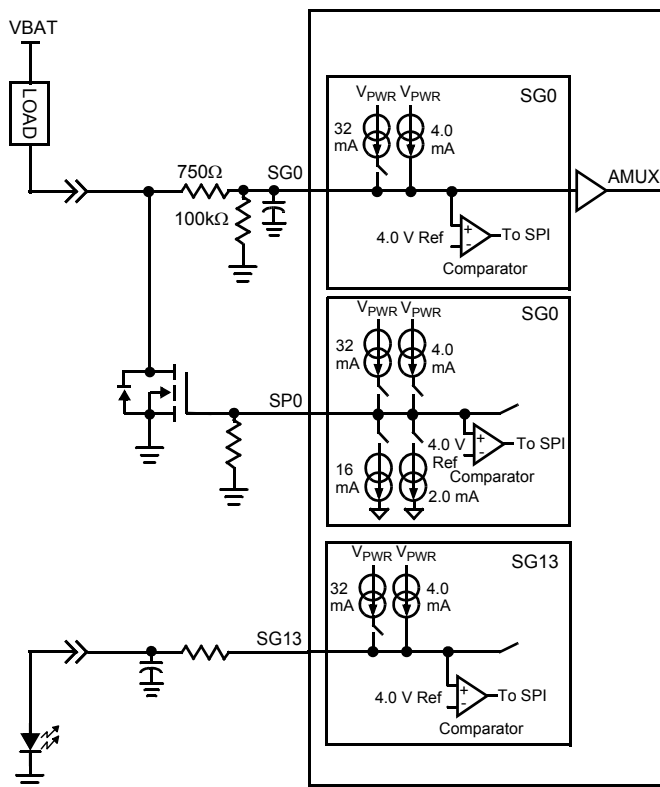 VBAT
LOAD
750Ω
100kΩ
SG0
VPWR VPWR
SG0
32 mA
4.0 mA
AMUX
4.0 V Ref
+
-
To SPI
Comparator
VPWR VPWR
SG0
32 mA
4.0 mA
SP0
16 mA
2.0 mA
4.0 V Ref
+
-
To SPI
Comparator
VPWR VPWR
SG13
32 mA
4.0 mA
SG13
4.0 V Ref
+
-
To SPI
Comparator